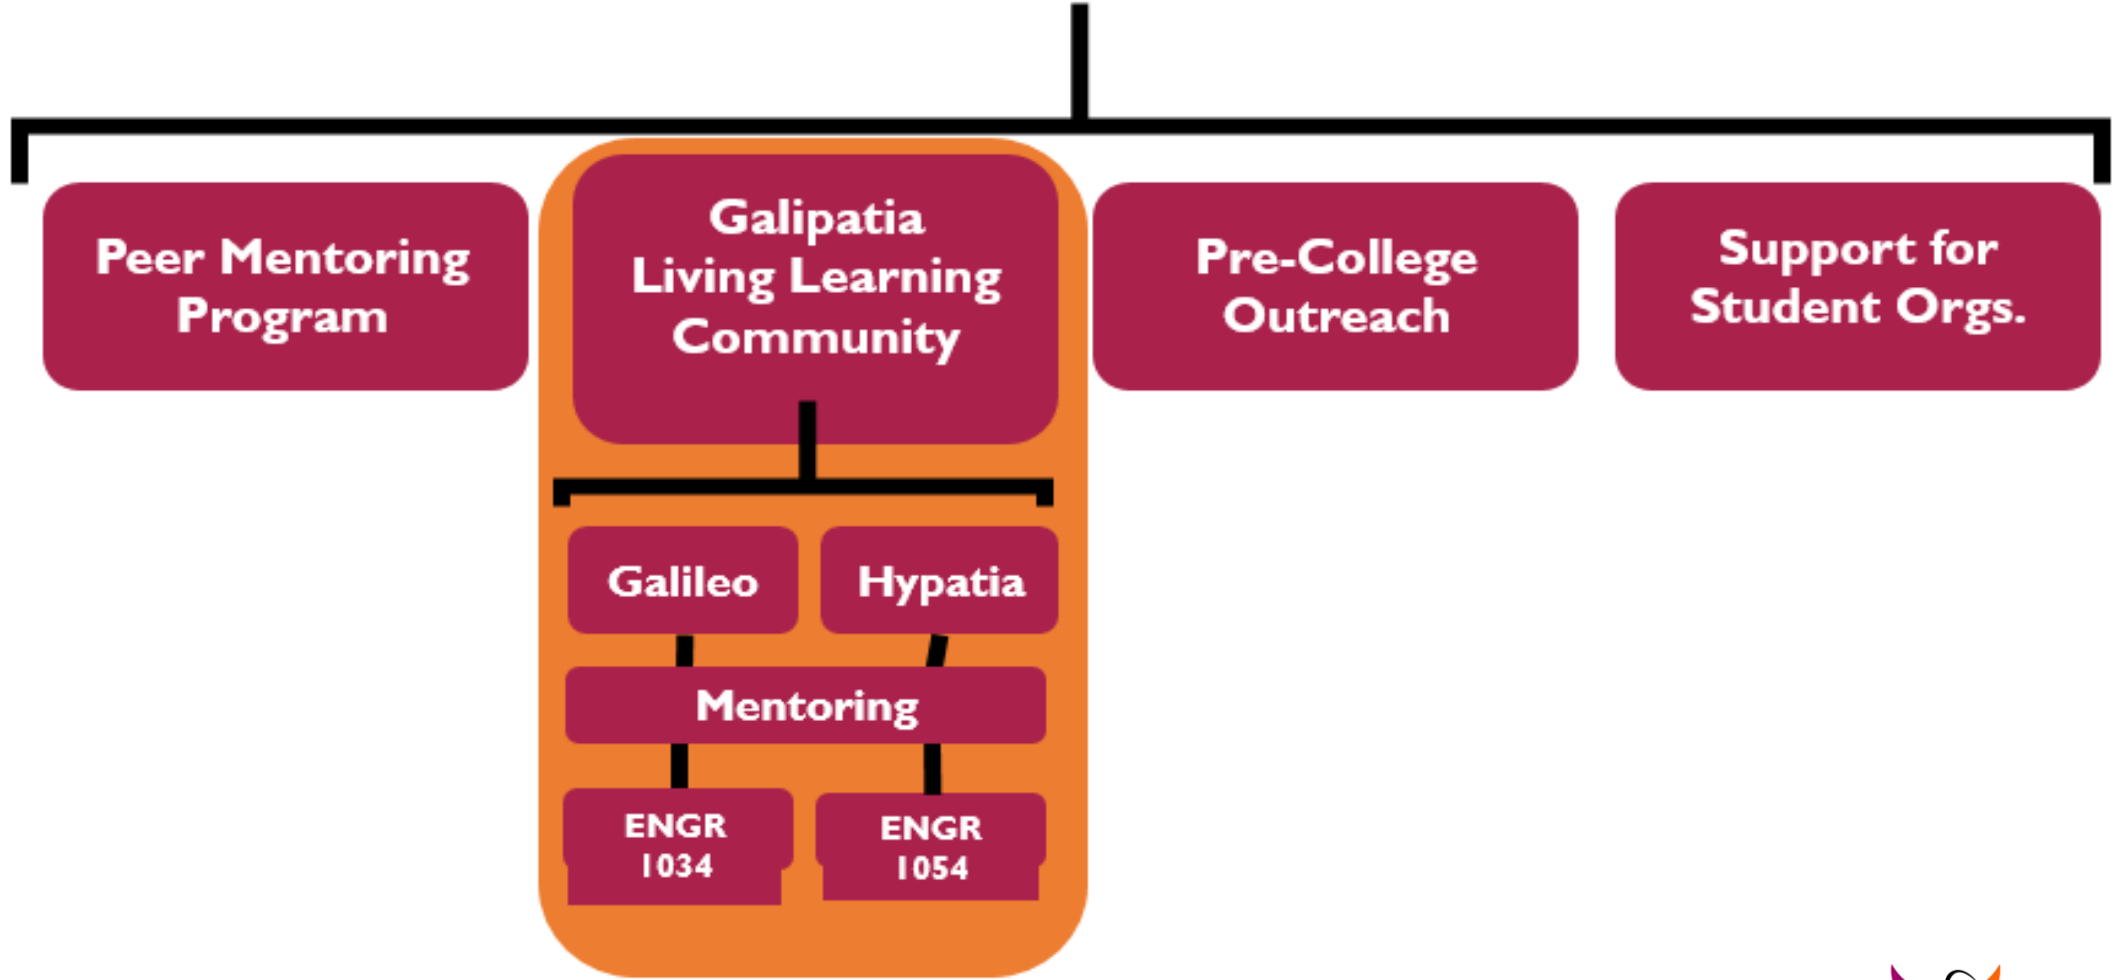 Peer Mentoring
Program
Galipatia
Living Learning
Community
Pre-College
Outreach
Support for
Student Orgs.
Galileo
Hypatia
Mentoring
ENGR
1034
ENGR
1054